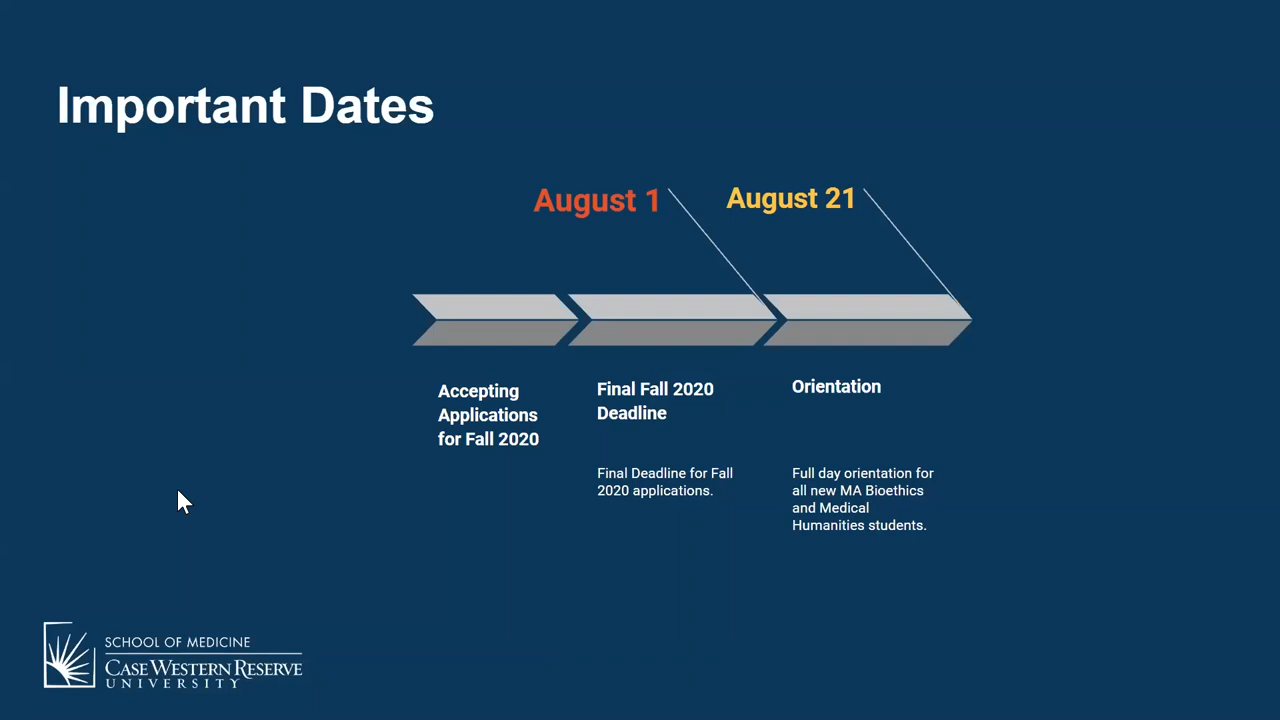 Important Dates
August 1
August 21
Accepting
Applications
for Fall 2020
Final Fall 2020
Deadline
Final Deadline for Fall
2020 applications.
Orientation
Full day orientation for
all new MA Bioethics
and Medical
Humanities students.
SCHOOL OF MEDICINE
CASE WESTERN RESERVE
UNIVERSITY